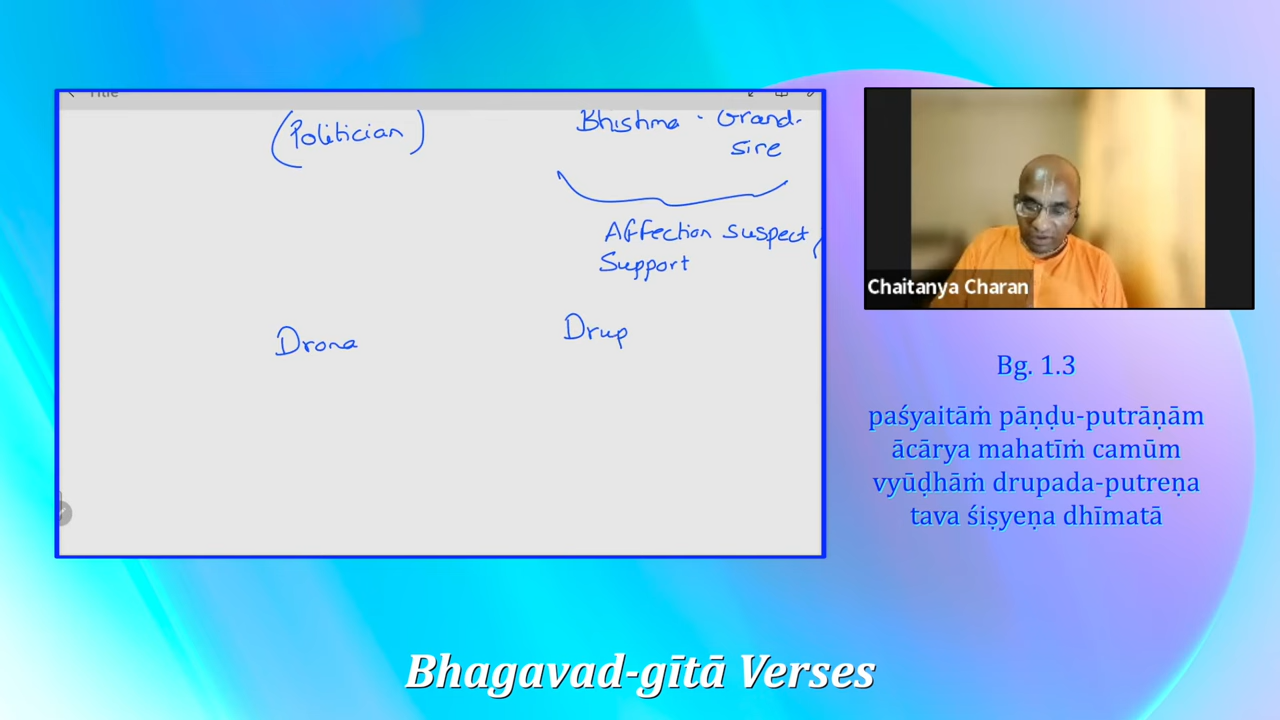 Title
(Politician)
Bhishma - Grand-
sire
Affection suspect
Support
Drona
Drup
Chaitanya Charan
Bg. 1.3
paśyaitāṁ pāṇḍu-putrāṇām
ācārya mahatīṁ camūm
vyūḍhāṁ drupada-putreṇa
tava śiṣyeṇa dhīmatā
Bhagavad-gītā Verses